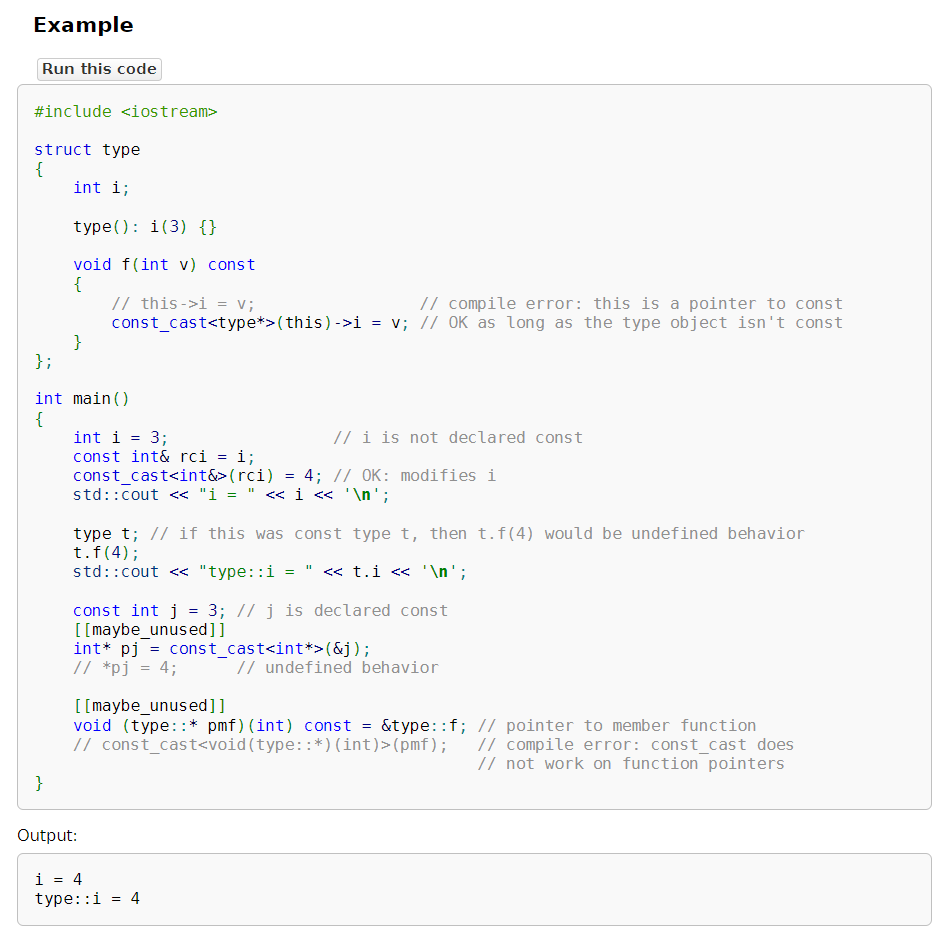 Example
Run this code
#include <iostream>

struct type
{
    int i;

    type(): i(3) {}

    void f(int v) const
    {
        // this->i = v;                 // compile error: this is a pointer to const
        const_cast<type*>(this)->i = v; // OK as long as the type object isn't const
    }
};

int main()
{
    int i = 3;                 // i is not declared const
    const int& rci = i;
    const_cast<int&>(rci) = 4; // OK: modifies i
    std::cout << "i = " << i << '\n';

    type t; // if this was const type t, then t.f(4) would be undefined behavior
    t.f(4);
    std::cout << "type::i = " << t.i << '\n';

    const int j = 3; // j is declared const
    [[maybe_unused]]
    int* pj = const_cast<int*>(&j);
    // *pj = 4;      // undefined behavior

    [[maybe_unused]]
    void (type::* pmf)(int) const = &type::f; // pointer to member function
    // const_cast<void(type::*)(int)>(pmf);   // compile error: const_cast does
                                              // not work on function pointers
}
Output:
i = 4
type::i = 4